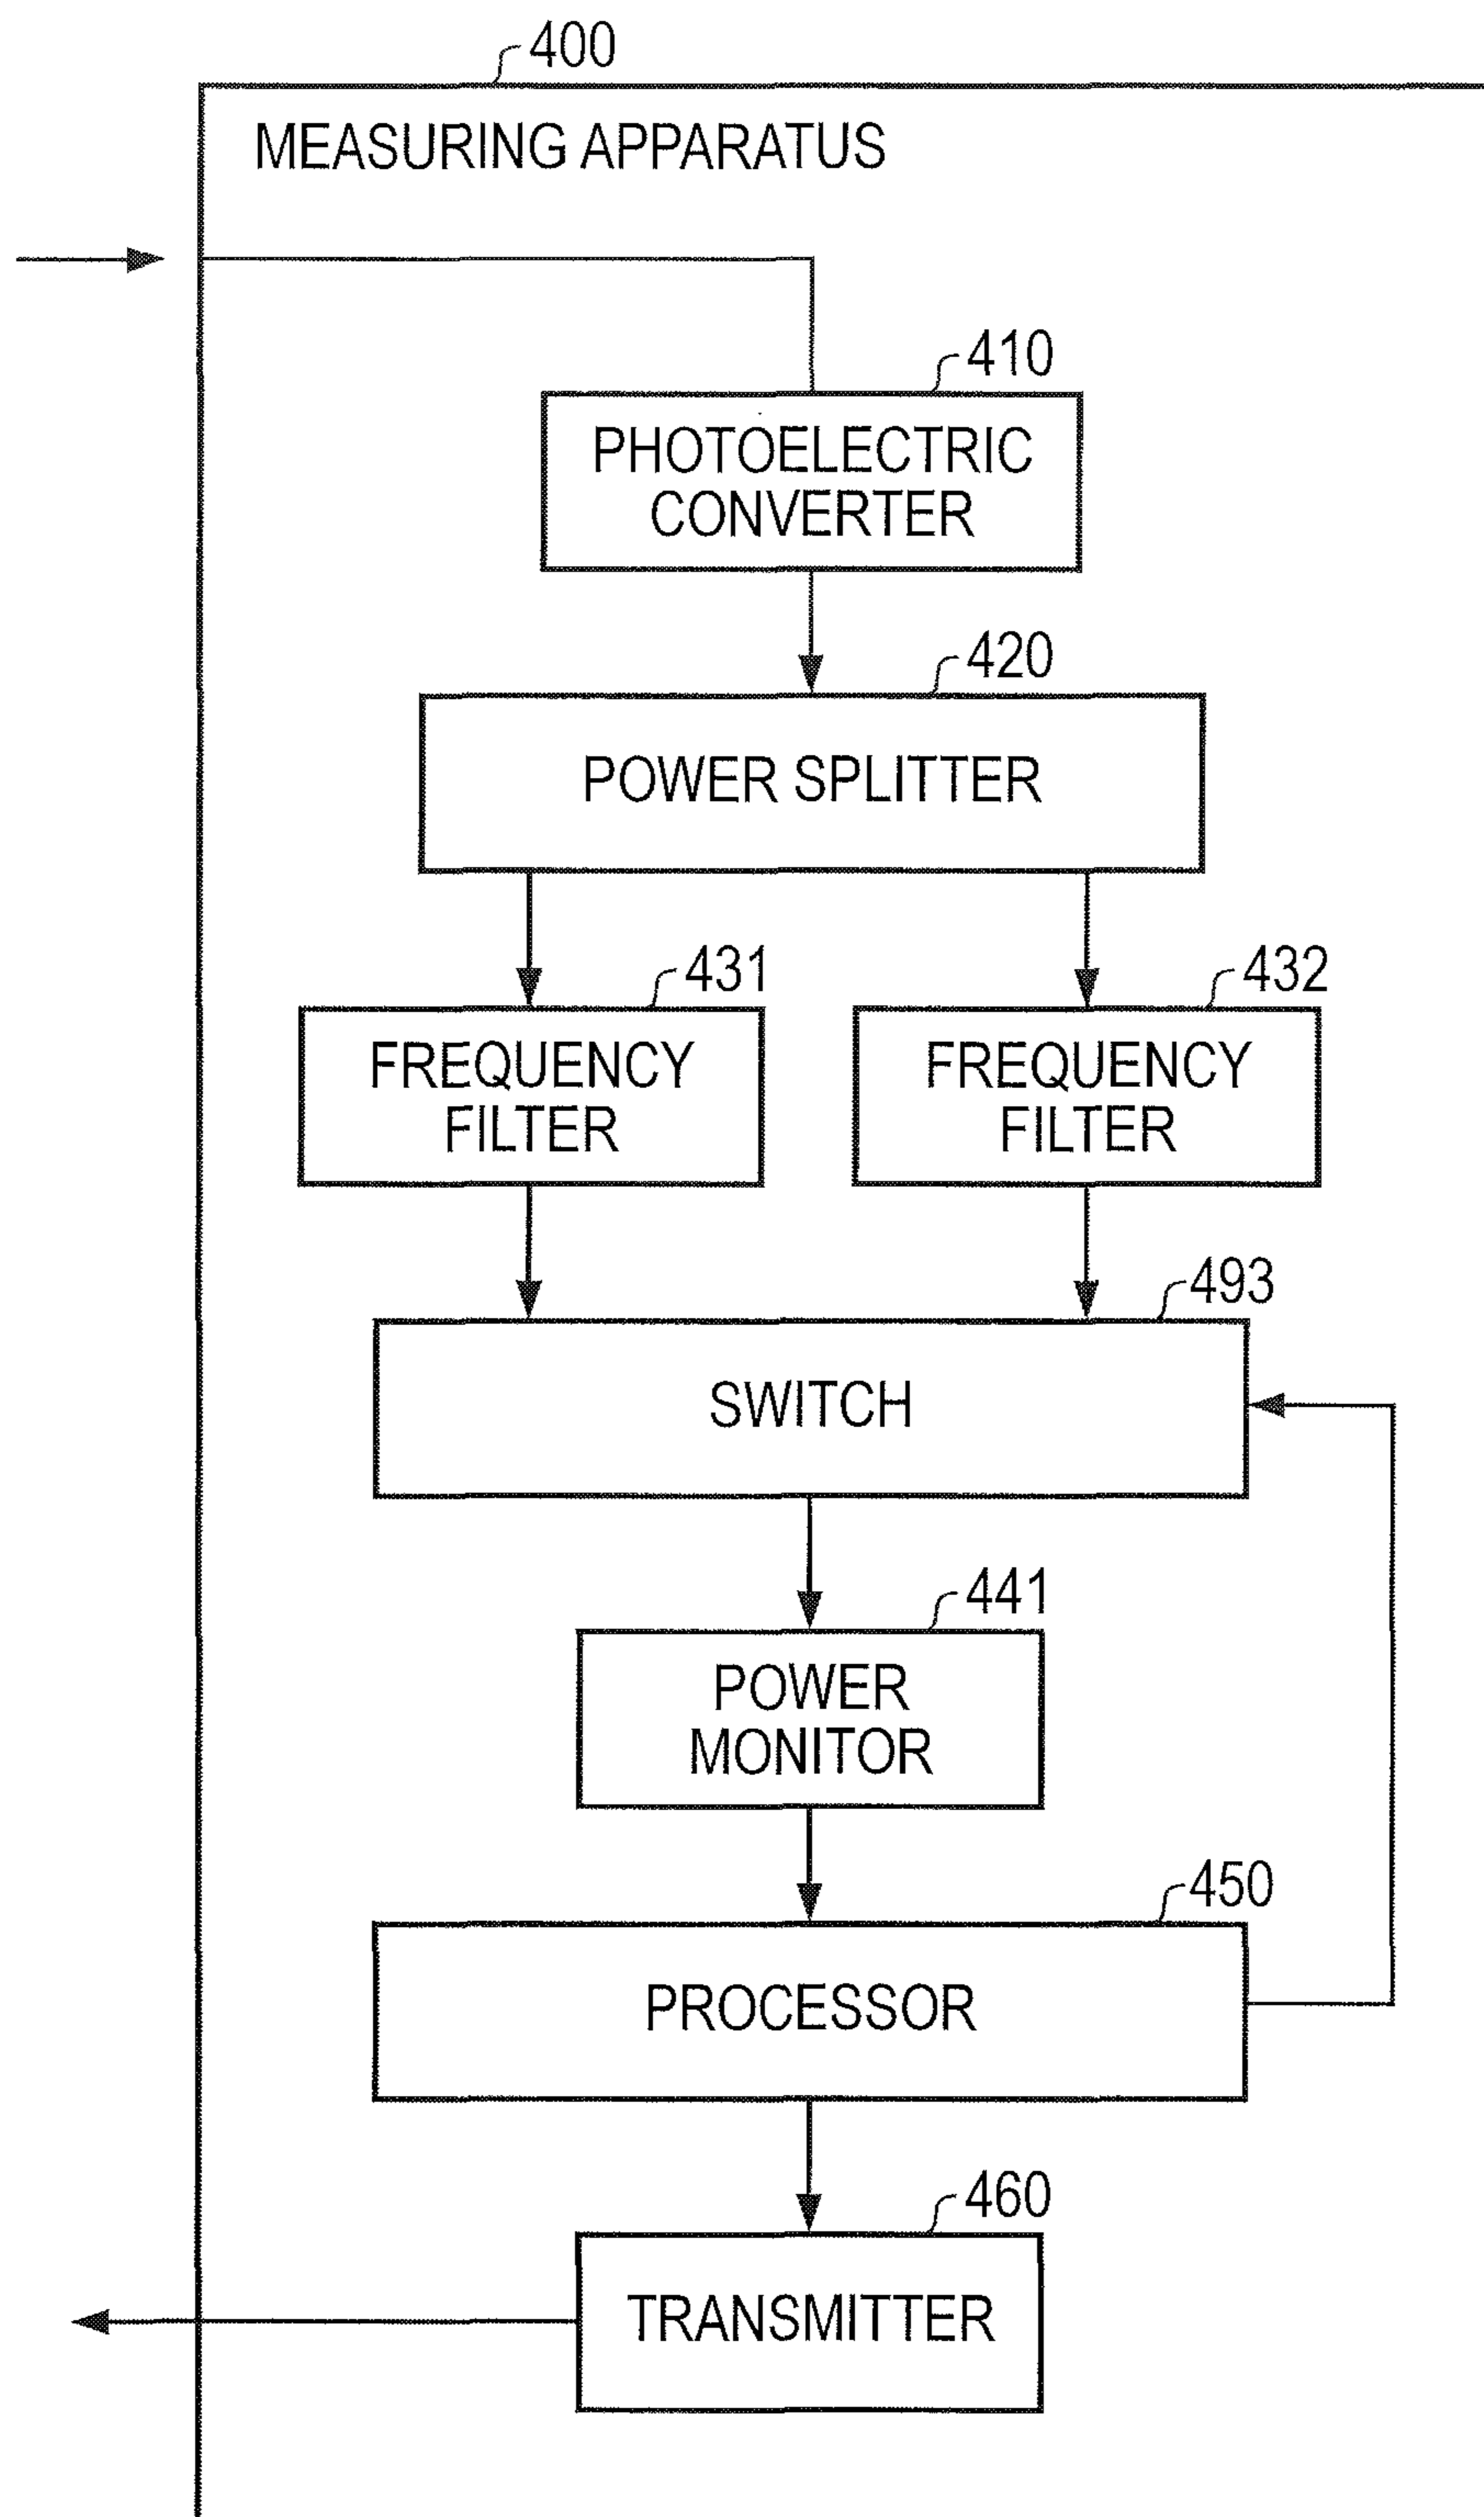 400
MEASURING APPARATUS
410
PHOTOELECTRIC
CONVERTER
420
POWER SPLITTER
431
432
FREQUENCY
FILTER
FREQUENCY
FILTER
493
SWITCH
441
POWER
MONITOR
450
PROCESSOR
460
TRANSMITTER